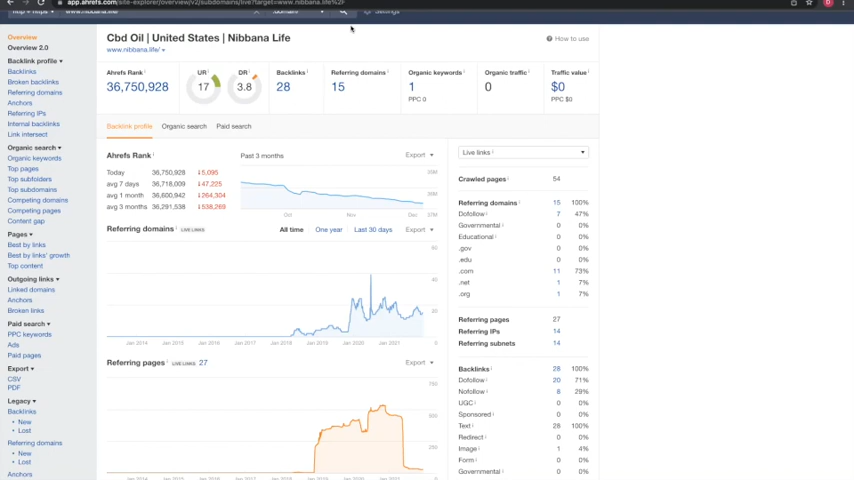 app.ahrefs.com/site-explorer/overview/v2/subdomains/live?target=www.nibbana.life%2F
http + https www.nibbana.life/ *.domain/* Settings
Overview
Overview 2.0
Backlink profile
Backlinks
Broken backlinks
Referring domains
Anchors
Referring IPs
Internal backlinks
Link intersect
Organic search
Organic keywords
Top pages
Top subfolders
Top subdomains
Competing domains
Competing pages
Content gap
Pages
Best by links
Best by links' growth
Top content
Outgoing links
Linked domains
Anchors
Broken links
Paid search
PPC keywords
Ads
Paid pages
Export
CSV
PDF
Legacy
Backlinks
New
Lost
Referring domains
New
Lost
Anchors
Cbd Oil | United States | Nibbana Life
www.nibbana.life/
How to use
Ahrefs Rank UR DR Backlinks Referring domains Organic keywords Organic traffic Traffic value
36,750,928 17 3.8 28 15 1 0 $0
PPC 0 PPC $0
Backlink profile Organic search Paid search
Ahrefs Rank Past 3 months Export
Today 36,750,928 5,095
avg 7 days 36,718,009 47,225
avg 1 month 36,600,942 264,304
avg 3 months 36,291,538 538,269
Oct Nov Dec
Referring domains LIVE LINKS All time One year Last 30 days Export
60
40
20
0
Jan 2014 Jan 2015 Jan 2016 Jan 2017 Jan 2018 Jan 2019 Jan 2020 Jan 2021
Referring pages LIVE LINKS 27 Export
750
500
250
Live links
Crawled pages 54
Referring domains 15 100%
Dofollow 7 47%
Governmental 0 0%
Educational 0 0%
.gov 0 0%
.edu 0 0%
.com 11 73%
.net 1 7%
.org 1 7%
Referring pages 27
Referring IPs 14
Referring subnets 14
Backlinks 28 100%
Dofollow 20 71%
Nofollow 8 29%
UGC 0 0%
Sponsored 0 0%
Text 28 100%
Redirect 0 0%
Image 1 4%
Form 0 0%
Governmental 0 0%